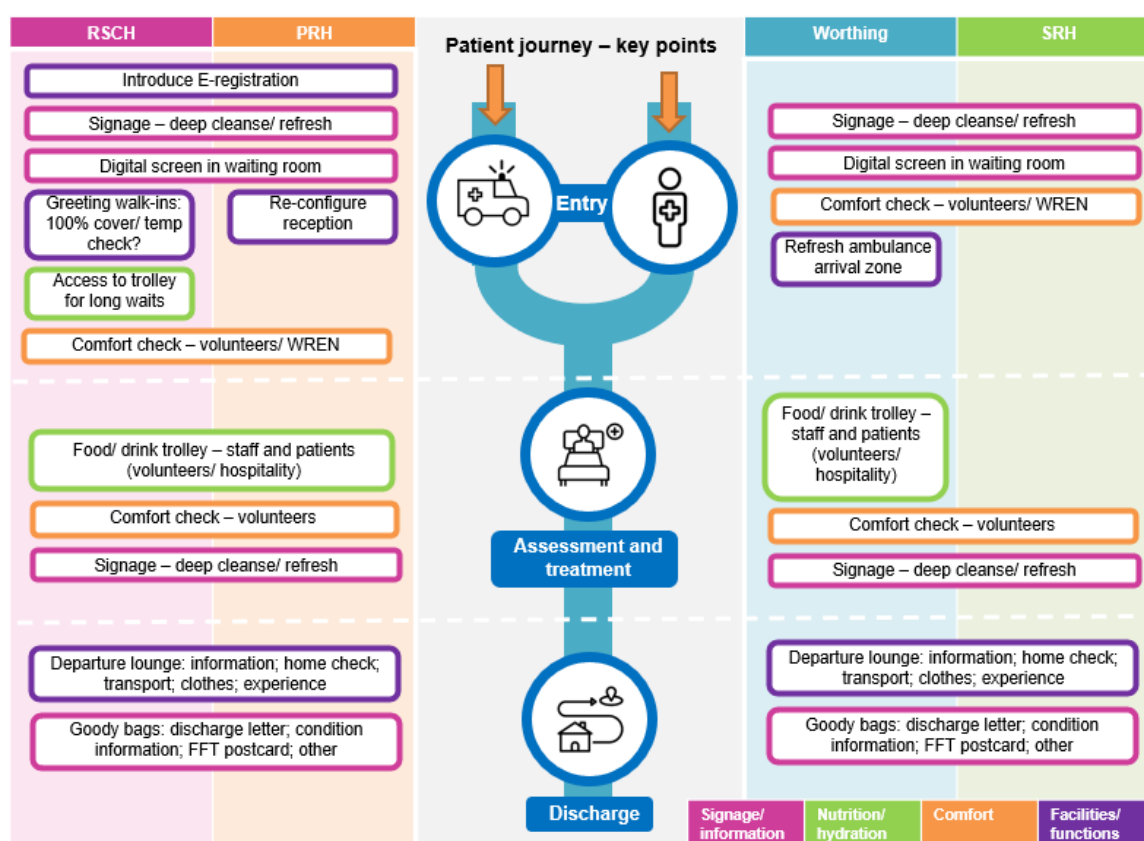 RSCH
PRH
Patient journey – key points
Worthing
SRH
Introduce E-registration
Signage – deep cleanse/ refresh
Digital screen in waiting room
Greeting walk-ins:
100% cover/ temp
check?
Re-configure
reception
Access to trolley
for long waits
Comfort check – volunteers/ WREN
Entry
Signage – deep cleanse/ refresh
Digital screen in waiting room
Comfort check – volunteers/ WREN
Refresh ambulance
arrival zone
Food/ drink trolley – staff and patients
(volunteers/ hospitality)
Comfort check – volunteers
Signage – deep cleanse/ refresh
Assessment and
treatment
Food/ drink trolley –
staff and patients
(volunteers/
hospitality)
Comfort check – volunteers
Signage – deep cleanse/ refresh
Departure lounge: information; home check;
transport; clothes; experience
Goody bags: discharge letter; condition
information; FFT postcard; other
Discharge
Departure lounge: information; home check;
transport; clothes; experience
Goody bags: discharge letter; condition
information; FFT postcard; other
Signage/
information
Nutrition/
hydration
Comfort
Facilities/
functions